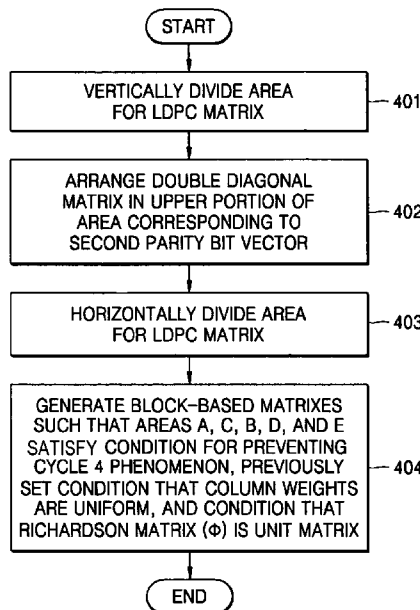 START
VERTICALLY DIVIDE AREA
FOR LDPC MATRIX
401
ARRANGE DOUBLE DIAGONAL
MATRIX IN UPPER PORTION OF
AREA CORRESPONDING TO
SECOND PARITY BIT VECTOR
402
HORIZONTALLY DIVIDE AREA
FOR LDPC MATRIX
403
GENERATE BLOCK-BASED MATRIXES
SUCH THAT AREAS A, C, B, D, AND E
SATISFY CONDITION FOR PREVENTING
CYCLE 4 PHENOMENON, PREVIOUSLY
SET CONDITION THAT COLUMN WEIGHTS
ARE UNIFORM, AND CONDITION THAT
RICHARDSON MATRIX (Φ) IS UNIT MATRIX
404
END